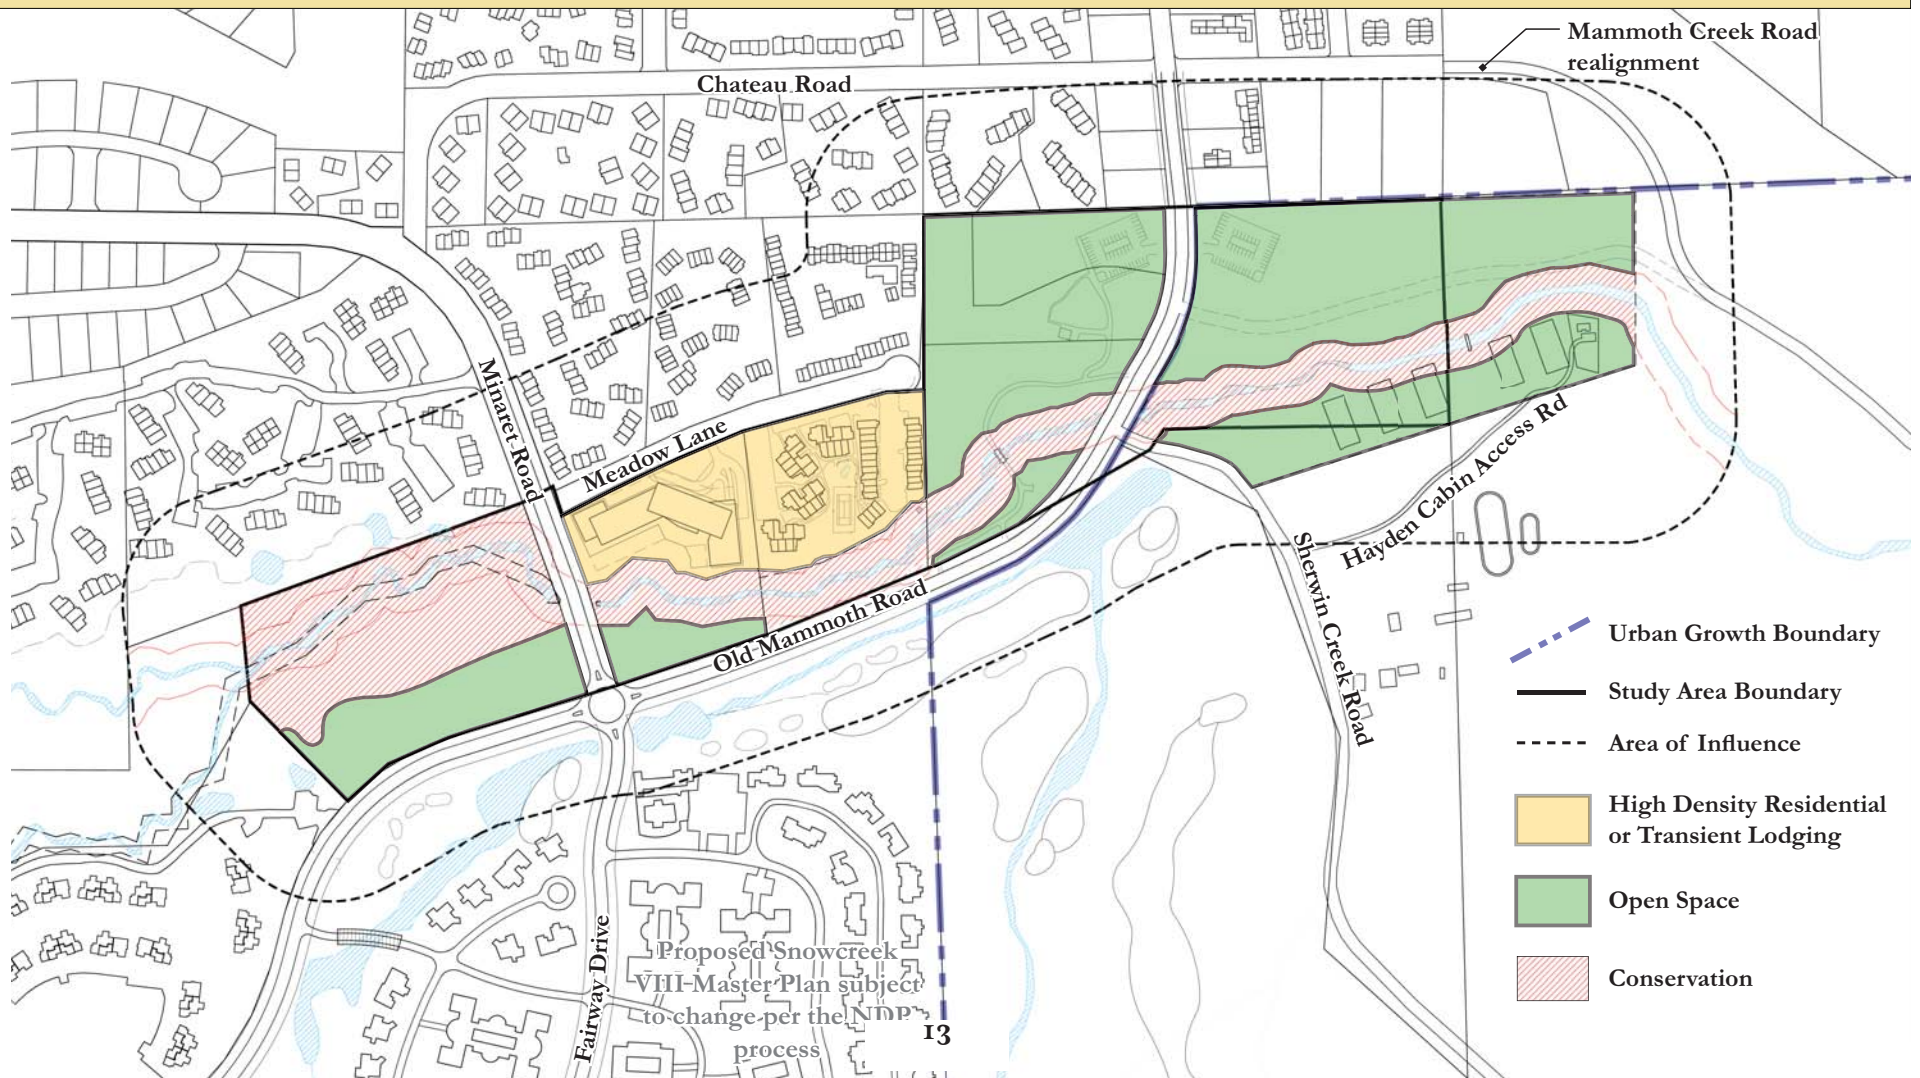 Mammoth Creek Road
realignment
Chateau Road
Minaret Road
Meadow Lane
Old Mammoth Road
Hayden Cabin Access Rd
Sherwin Creek Road
Fairway Drive
Urban Growth Boundary
Study Area Boundary
Area of Influence
High Density Residential
or Transient Lodging
Open Space
Conservation
Proposed Snowcreek
VIII Master Plan subject
to change per the NDP
process
13